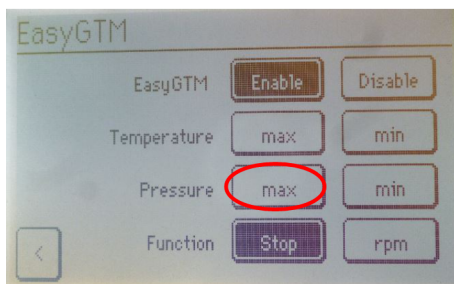 EasyGTM
EasyGTM Enable Disable
Temperature max min
Pressure max min
< Function Stop rpm